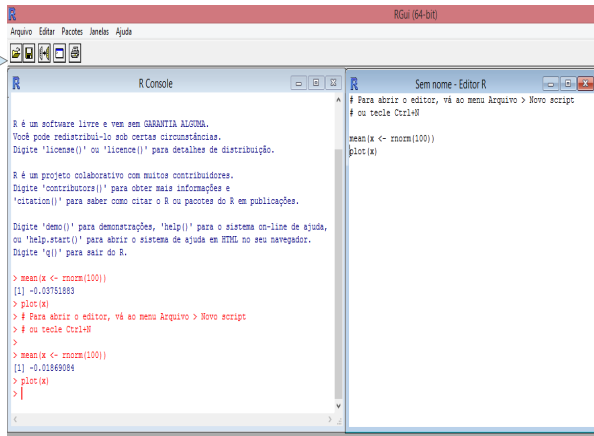 R
RGui (64-bit)
Arquivo Editar Pacotes Janelas Ajuda
R
R Console
R é um software livre e vem sem GARANTIA ALGUMA.
Você pode redistribuí-lo sob certas circunstâncias.
Digite 'license()' ou 'licence()' para detalhes de distribuição.
R é um projeto colaborativo com muitos contribuidores.
Digite 'contributors()' para obter mais informações e
'citation()' para saber como citar o R ou pacotes do R em publicações.
Digite 'demo()' para demonstrações, 'help()' para o sistema on-line de ajuda,
ou 'help.start()' para abrir o sistema de ajuda em HTML no seu navegador.
Digite 'q()' para sair do R.
> mean(x <- rnorm(100))
[1] -0.03751883
> plot(x)
> # Para abrir o editor, vá ao menu Arquivo > Novo script
> # ou tecle Ctrl+N
>
> mean(x <- rnorm(100))
[1] -0.01869084
> plot(x)
>
R
Sem nome - Editor R
# Para abrir o editor, vá ao menu Arquivo > Novo script
# ou tecle Ctrl+N
mean(x <- rnorm(100))
plot(x)